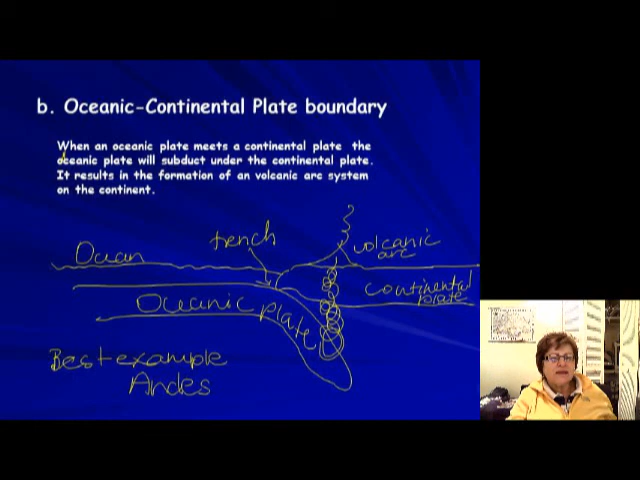 b. Oceanic-Continental Plate boundary
When an oceanic plate meets a continental plate the
oceanic plate will subduct under the continental plate.
It results in the formation of an volcanic arc system
on the continent.
trench
volcanic
arc
Ocean
continental
plate
Oceanic plate
Best example
Andes